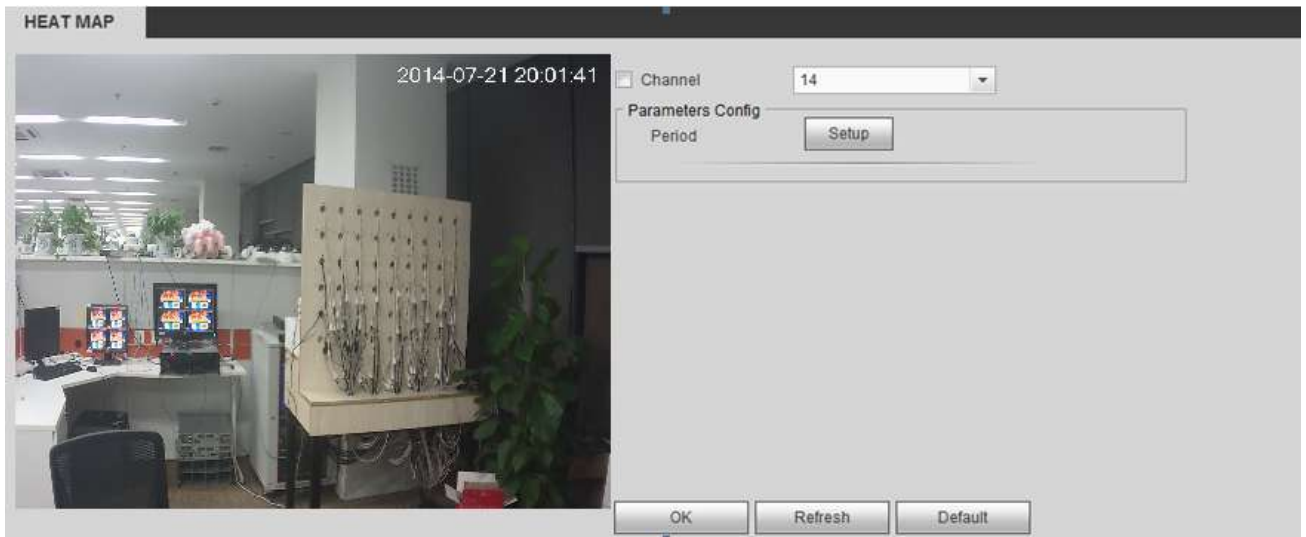 HEAT MAP
2014-07-21 20:01:41
Channel
14
Parameters Config
Period
Setup
OK
Refresh
Default